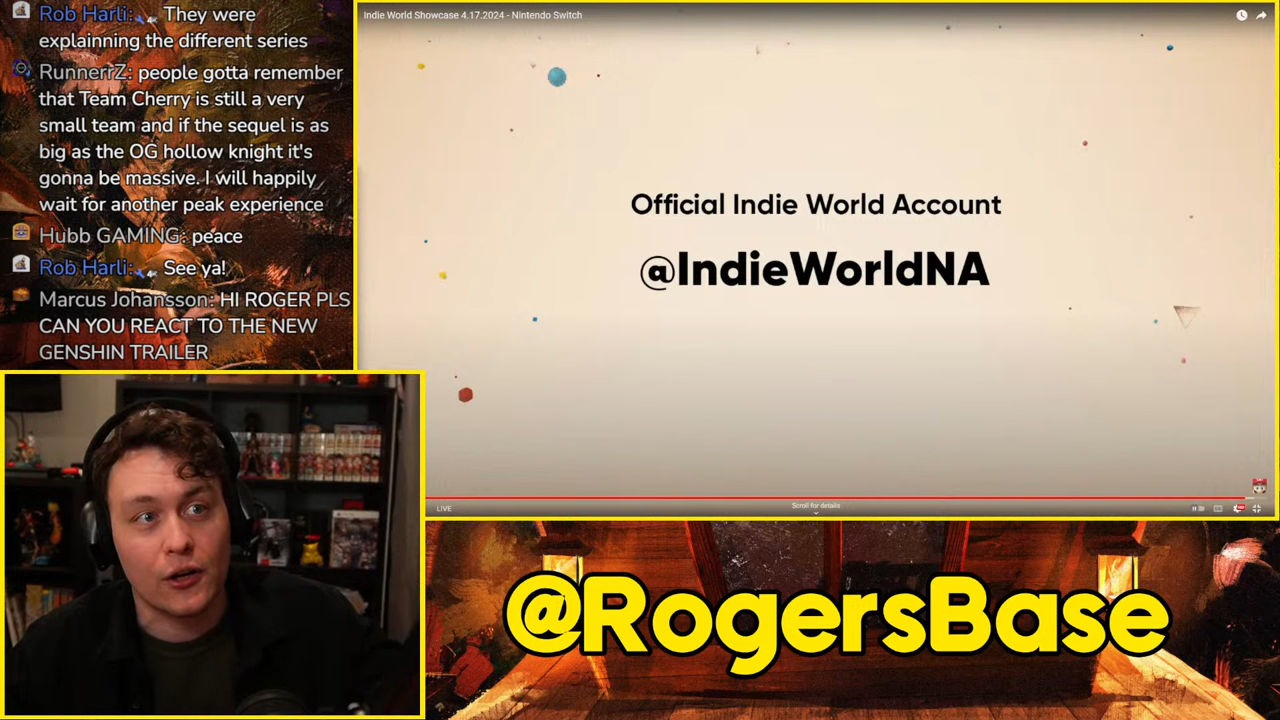 Rob Harli: They were
explainning the different series
RunnerrZ: people gotta remember
that Team Cherry is still a very
small team and if the sequel is as
big as the OG hollow knight it's
gonna be massive. I will happily
wait for another peak experience
Hubb GAMING: peace
Rob Harli: See ya!
Marcus Johansson: HI ROGER PLS
CAN YOU REACT TO THE NEW
GENSHIN TRAILER
Indie World Showcase 4.17.2024 - Nintendo Switch
Official Indie World Account
@IndieWorldNA
LIVE
Scroll for details
@RogersBase